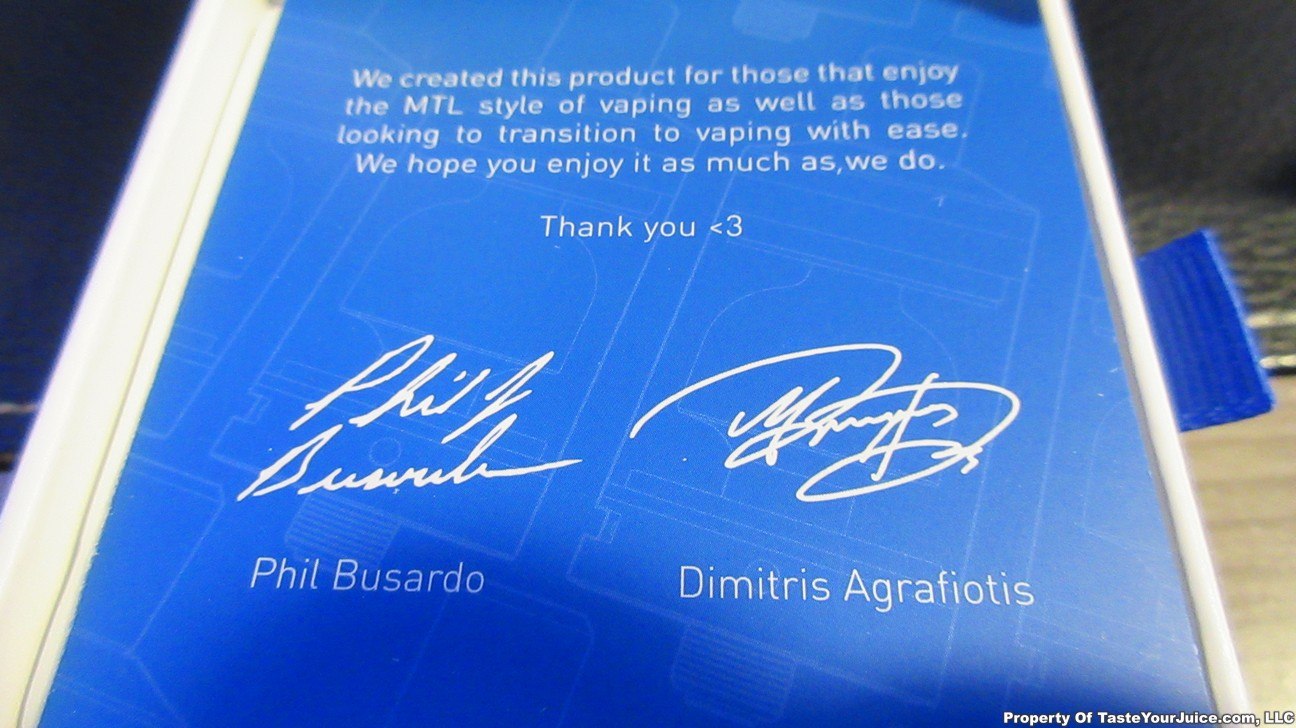 We created this product for those that enjoy
the MTL style of vaping as well as those
looking to transition to vaping with ease.
We hope you enjoy it as much as,we do.
Thank you <3
Phil J
Busardo
Phil Busardo
Dimitris Agrafiotis
Property Of TasteYourJuice.com, LLC